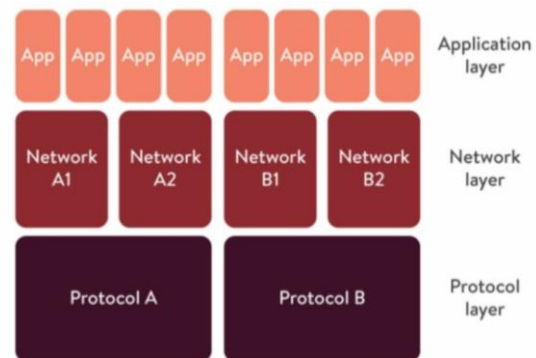 App App App App App App App App
Application
layer
Network
A1
Network
A2
Network
B1
Network
B2
Network
layer
Protocol A
Protocol B
Protocol
layer